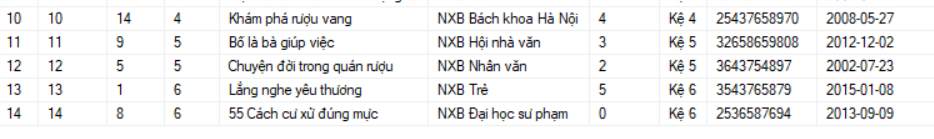 10 10 14 4 Khám phá rượu vang NXB Bách khoa Hà Nội 4 Kệ 4 25437658970 2008-05-27
11 11 9 5 Bố là bà giúp việc NXB Hội nhà văn 3 Kệ 5 32658659808 2012-12-02
12 12 5 5 Chuyện đời trong quán rượu NXB Nhân văn 2 Kệ 5 3643754897 2002-07-23
13 13 1 6 Lắng nghe yêu thương NXB Trẻ 5 Kệ 6 3543765879 2015-01-08
14 14 8 6 55 Cách cư xử đúng mực NXB Đại học sư phạm 0 Kệ 6 2536587694 2013-09-09